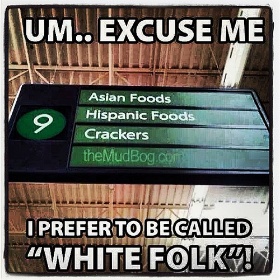 UM.. EXCUSE ME
Asian Foods
Hispanic Foods
9
Crackers
theMudBog.com
I PREFER TO BE CALLED
"WHITE FOLK"!